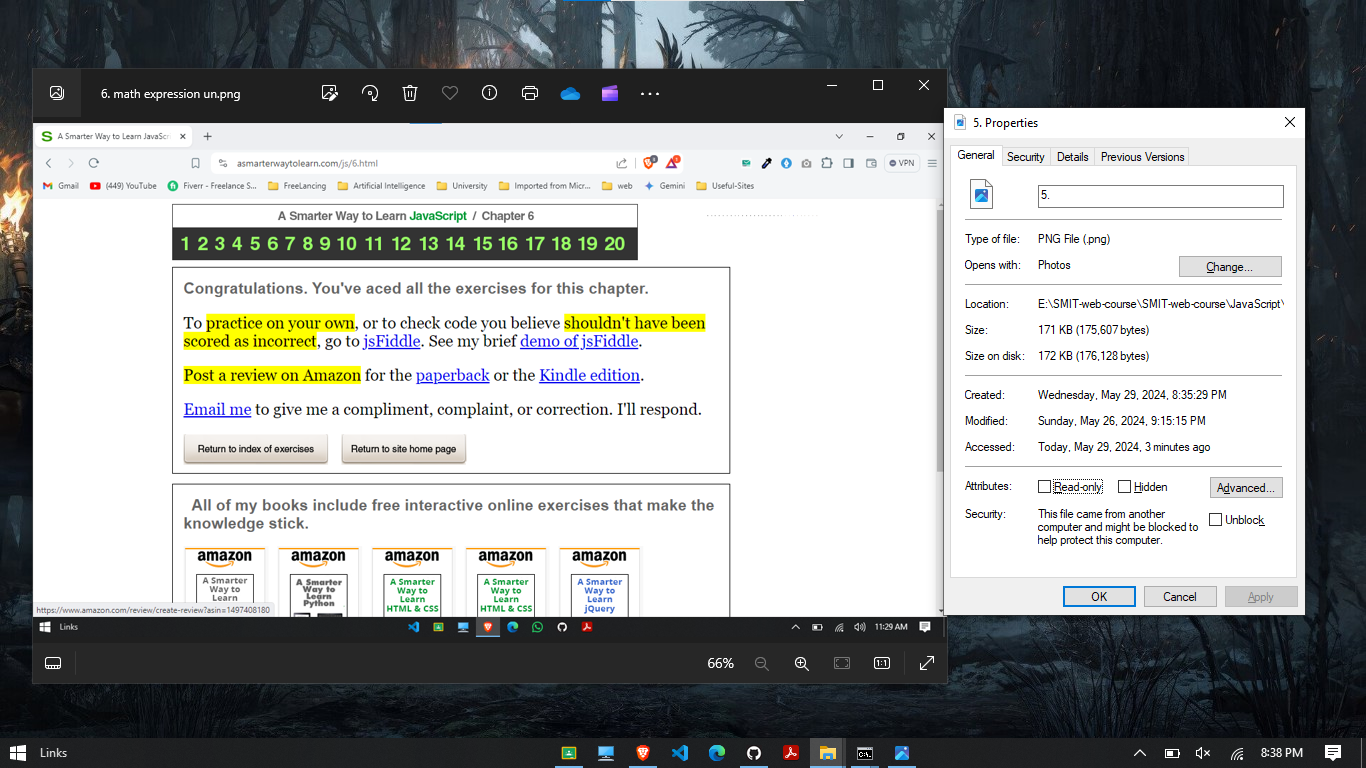 6. math expression un.png
A Smarter Way to Learn JavaScri
asmarterwaytolearn.com/js/6.html
VPN
Gmail
(449) YouTube
Fiverr - Freelance S...
FreeLancing
Artificial Intelligence
University
Imported from Micr...
web
Gemini
Useful-Sites
A Smarter Way to Learn JavaScript / Chapter 6
1 2 3 4 5 6 7 8 9 10 11 12 13 14 15 16 17 18 19 20
Congratulations. You've aced all the exercises for this chapter.
To practice on your own, or to check code you believe shouldn't have been
scored as incorrect, go to jsFiddle. See my brief demo of jsFiddle.
Post a review on Amazon for the paperback or the Kindle edition.
Email me to give me a compliment, complaint, or correction. I'll respond.
Return to index of exercises
Return to site home page
All of my books include free interactive online exercises that make the
knowledge stick.
amazon
amazon
amazon
amazon
amazon
A Smarter
Way to
Learn
A Smarter
Way to
Learn
Python
A Smarter
Way to
Learn
HTML & CSS
A Smarter
Way to
Learn
HTML & CSS
A Smarter
Way to
Learn
jQuery
https://www.amazon.com/review/create-review?asin=1497408180
Links
11:29 AM
66%
1:1
5. Properties
General
Security
Details
Previous Versions
5.
Type of file: PNG File (.png)
Opens with: Photos
Change...
Location: E:\SMIT-web-course\SMIT-web-course\JavaScript\
Size: 171 KB (175,607 bytes)
Size on disk: 172 KB (176,128 bytes)
Created: Wednesday, May 29, 2024, 8:35:29 PM
Modified: Sunday, May 26, 2024, 9:15:15 PM
Accessed: Today, May 29, 2024, 3 minutes ago
Attributes: Read-only Hidden
Advanced...
Security: This file came from another
computer and might be blocked to
help protect this computer.
Unblock
OK
Cancel
Apply
Links
8:38 PM